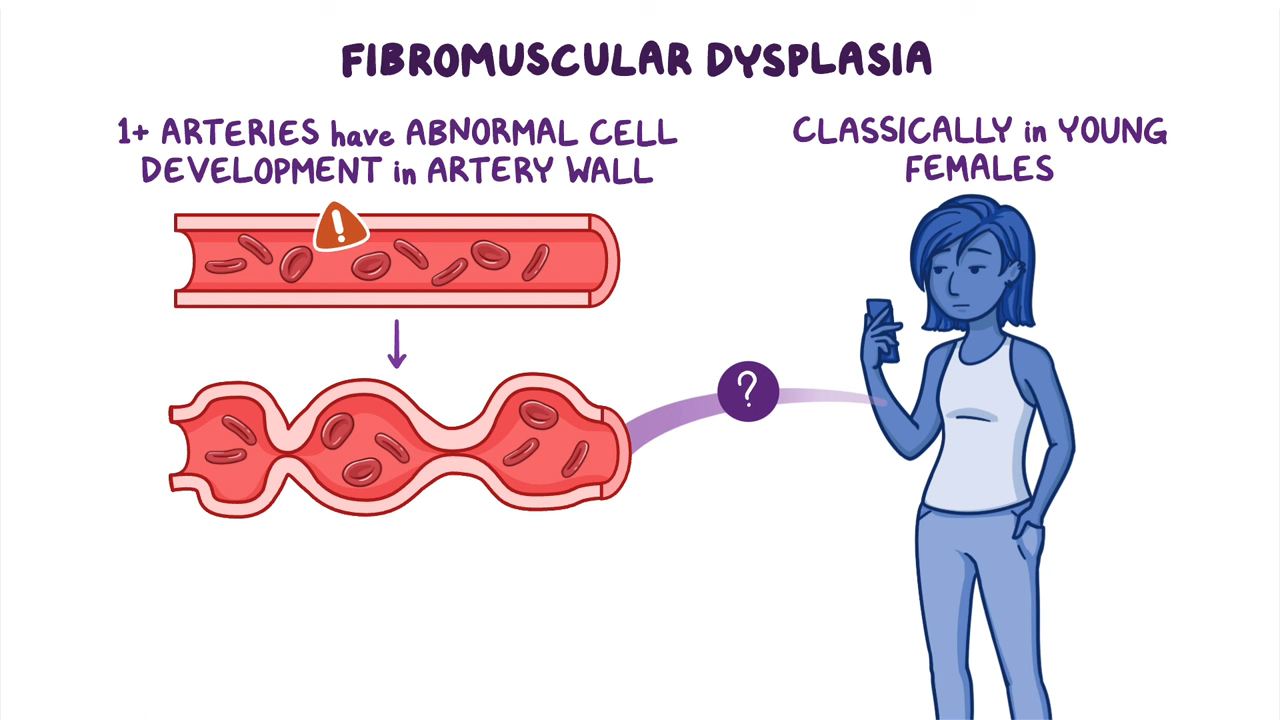 FIBROMUSCULAR DYSPLASIA
1+ ARTERIES have ABNORMAL CELL
DEVELOPMENT in ARTERY WALL
CLASSICALLY in YOUNG
FEMALES
!
?